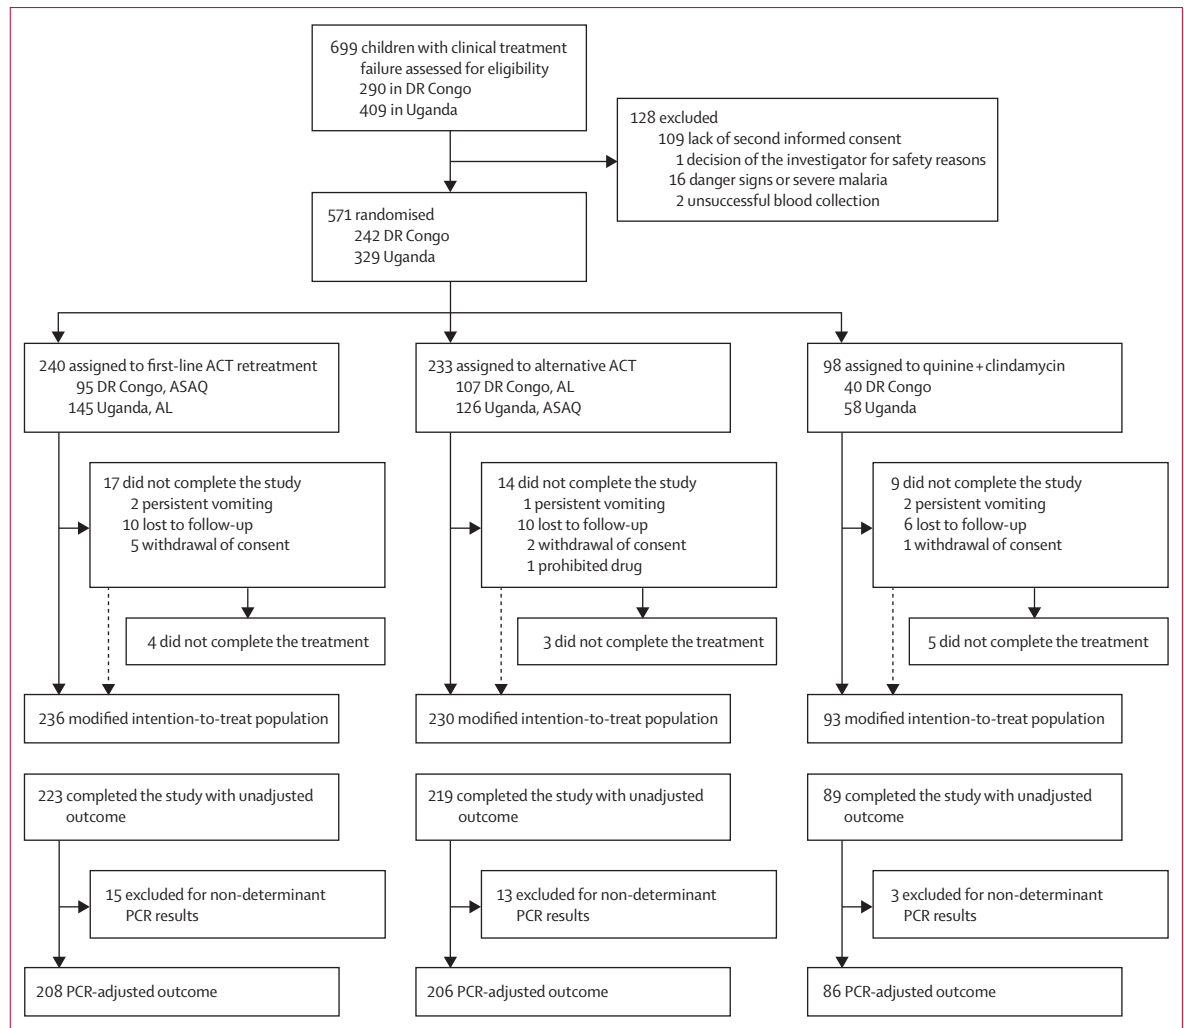 699 children with clinical treatment
failure assessed for eligibility
290 in DR Congo
409 in Uganda
128 excluded
109 lack of second informed consent
1 decision of the investigator for safety reasons
16 danger signs or severe malaria
2 unsuccessful blood collection
571 randomised
242 DR Congo
329 Uganda
240 assigned to first-line ACT retreatment
95 DR Congo, ASAQ
145 Uganda, AL
233 assigned to alternative ACT
107 DR Congo, AL
126 Uganda, ASAQ
98 assigned to quinine + clindamycin
40 DR Congo
58 Uganda
17 did not complete the study
2 persistent vomiting
10 lost to follow-up
5 withdrawal of consent
14 did not complete the study
1 persistent vomiting
10 lost to follow-up
2 withdrawal of consent
1 prohibited drug
9 did not complete the study
2 persistent vomiting
6 lost to follow-up
1 withdrawal of consent
4 did not complete the treatment
3 did not complete the treatment
5 did not complete the treatment
236 modified intention-to-treat population
230 modified intention-to-treat population
93 modified intention-to-treat population
223 completed the study with unadjusted
outcome
219 completed the study with unadjusted
outcome
89 completed the study with unadjusted
outcome
15 excluded for non-determinant
PCR results
13 excluded for non-determinant
PCR results
3 excluded for non-determinant
PCR results
208 PCR-adjusted outcome
206 PCR-adjusted outcome
86 PCR-adjusted outcome